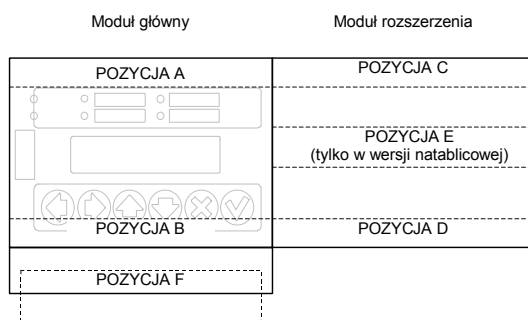 Moduł główny Moduł rozszerzenia
POZYCJA A POZYCJA C
POZYCJA E
(tylko w wersji natablicowej)
POZYCJA B POZYCJA D
POZYCJA F